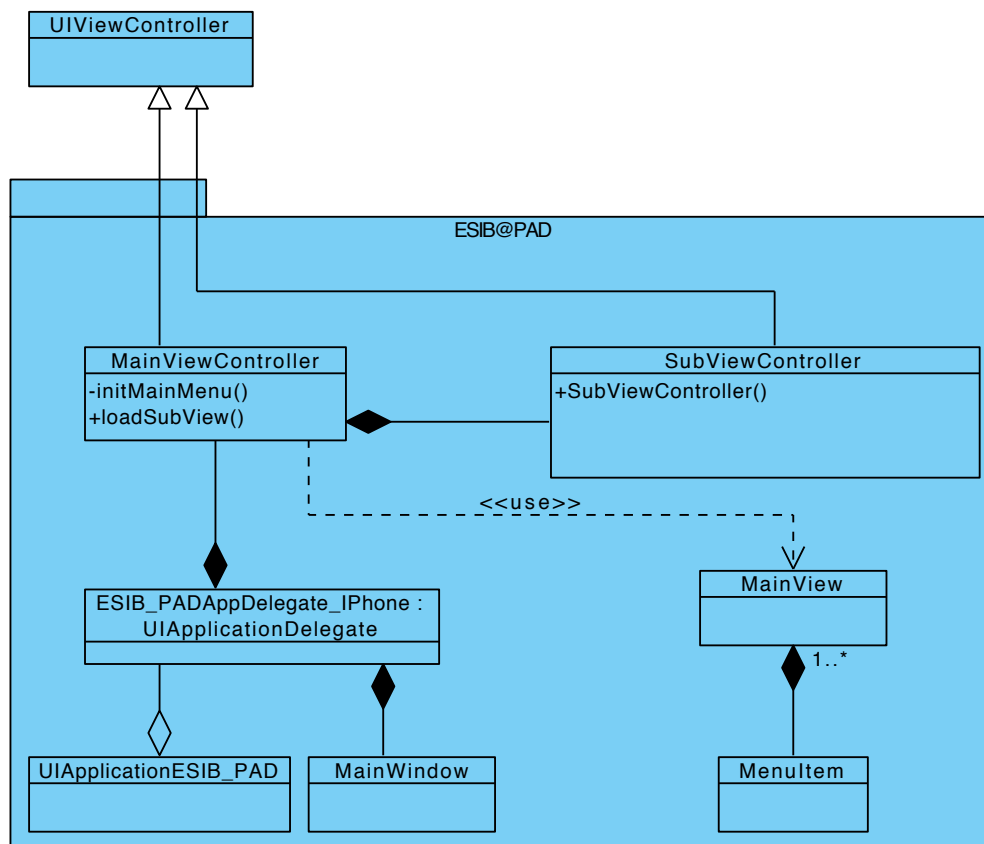 UIViewController
ESIB@PAD
MainViewController
-initMainMenu()
+loadSubView()
SubViewController
+SubViewController()
<<use>>
ESIB_PADAppDelegate_IPhone :
UIApplicationDelegate
MainView
1..*
UIApplicationESIB_PAD
MainWindow
MenuItem